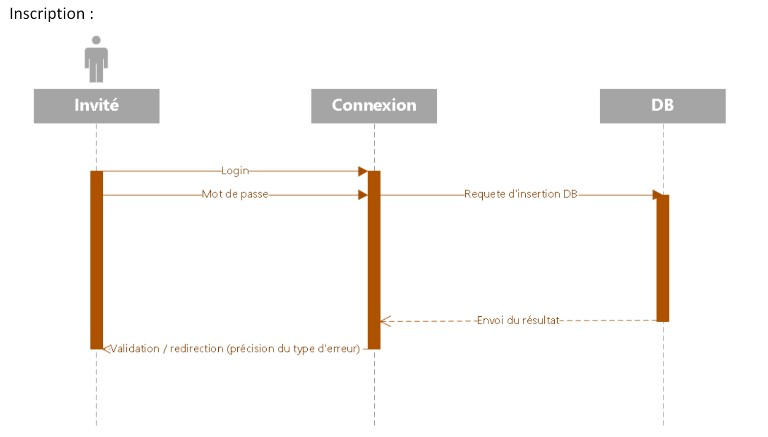 Inscription :
Invité
Connexion
DB
Login
Mot de passe
Requete d'insertion DB
Envoi du résultat
Validation / redirection (précision du type d'erreur)